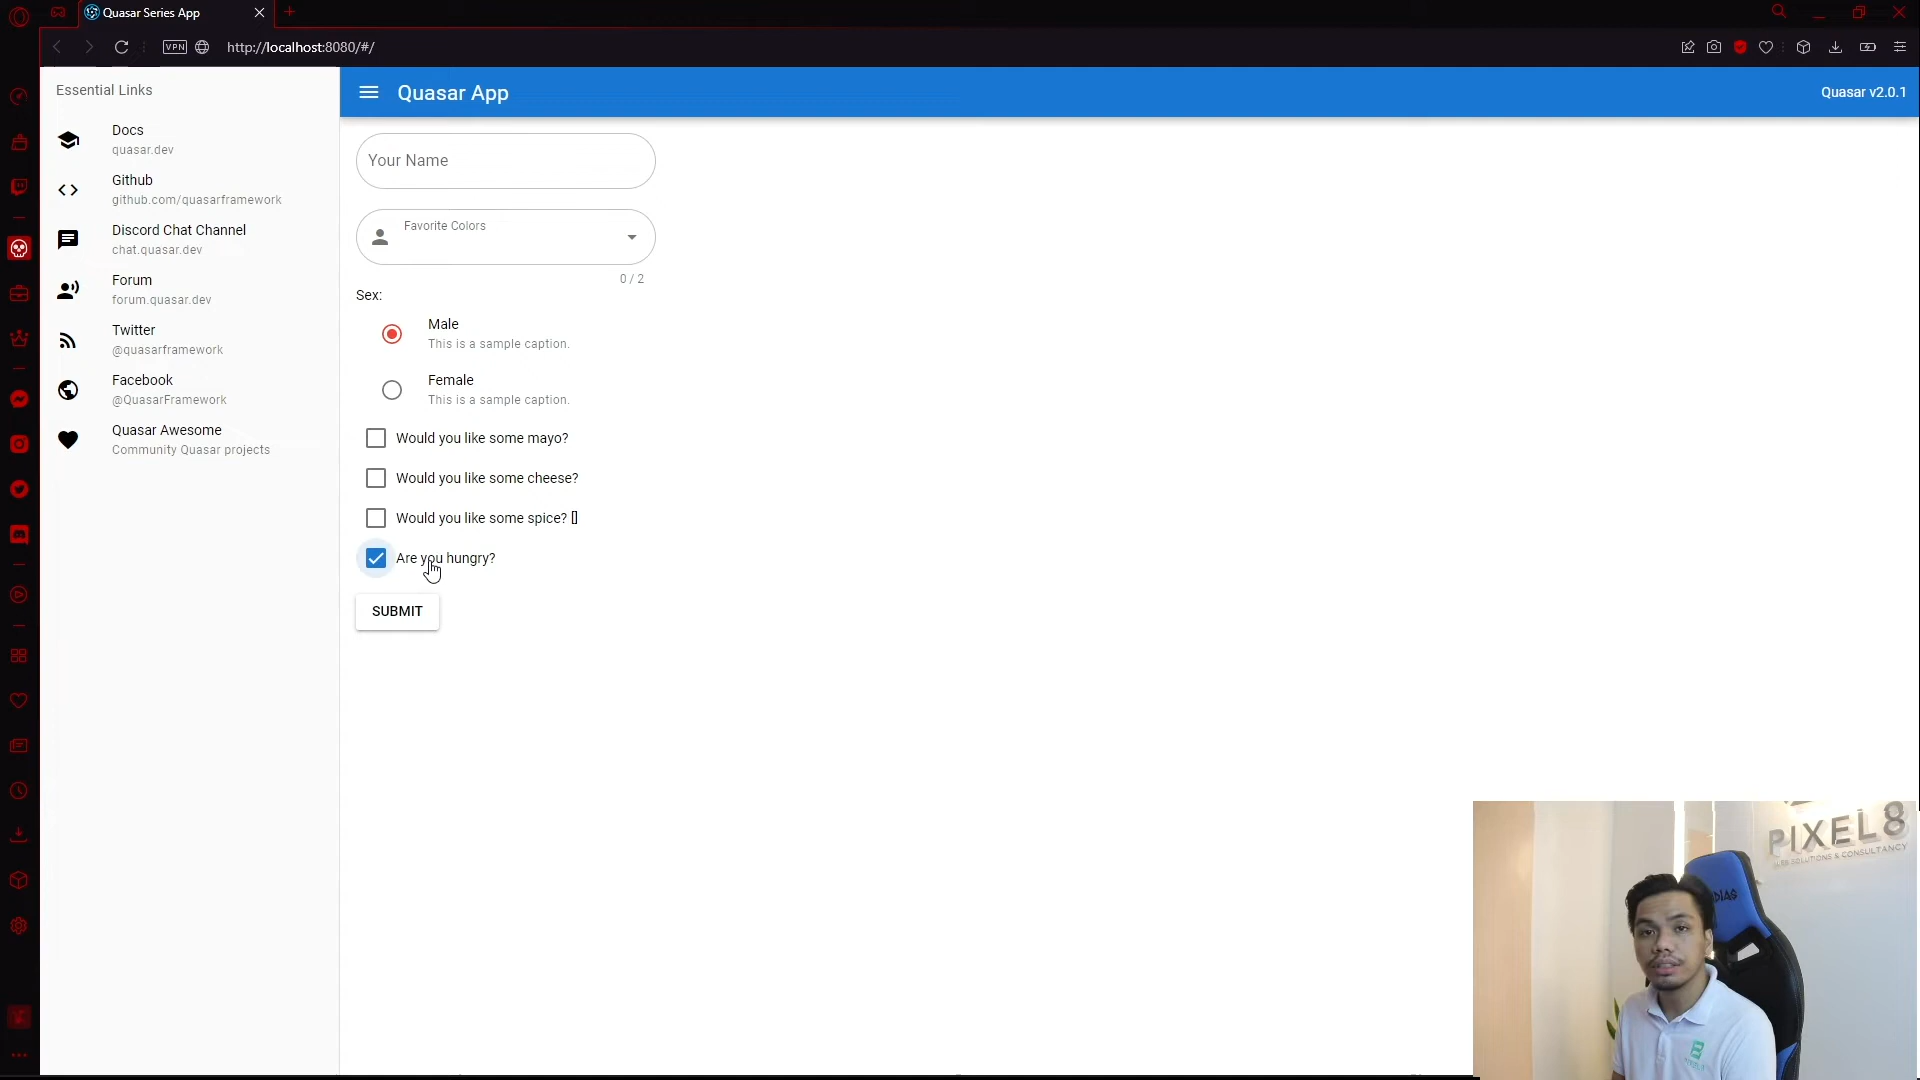 Quasar Series App
VPN
http://localhost:8080/#/
Essential Links
Docs
quasar.dev
Github
github.com/quasarframework
Discord Chat Channel
chat.quasar.dev
Forum
forum.quasar.dev
Twitter
@quasarframework
Facebook
@QuasarFramework
Quasar Awesome
Community Quasar projects
Quasar App
Quasar v2.0.1
Your Name
Favorite Colors
0 / 2
Sex:
Male
This is a sample caption.
Female
This is a sample caption.
Would you like some mayo?
Would you like some cheese?
Would you like some spice? []
Are you hungry?
SUBMIT
PIXEL8
WEB SOLUTIONS & CONSULTANCY